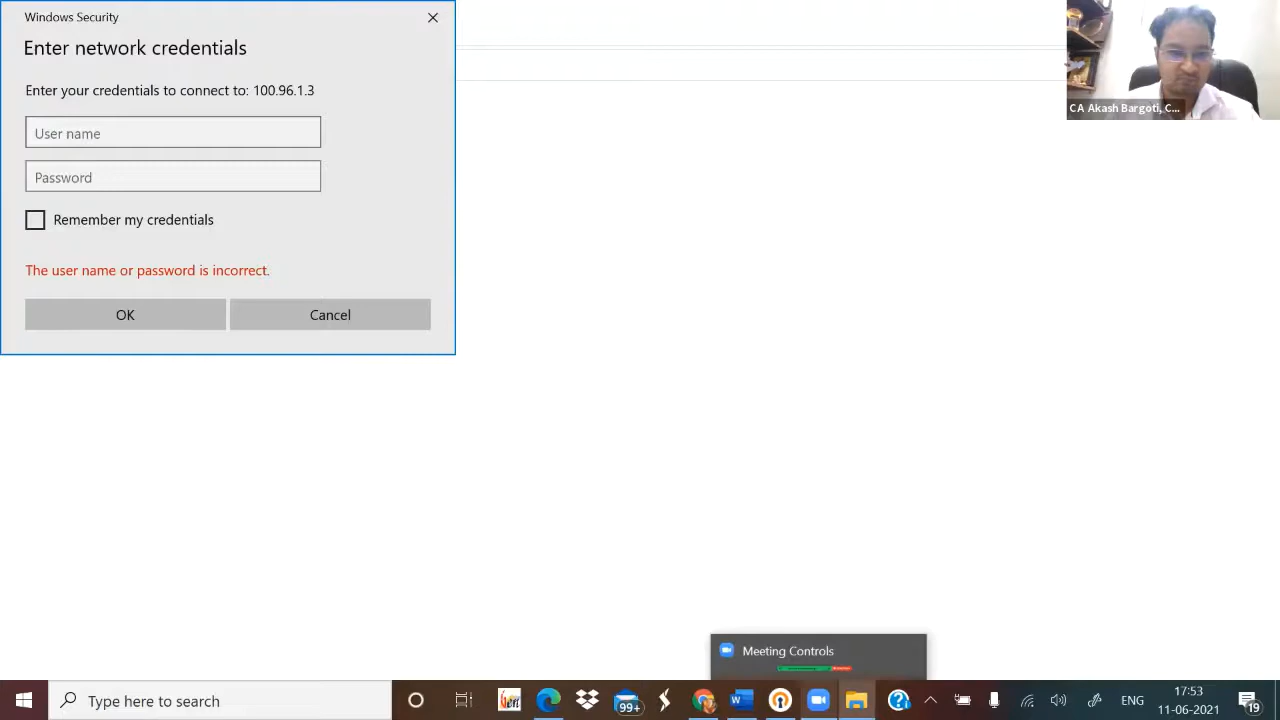 Windows Security
Enter network credentials
Enter your credentials to connect to: 100.96.1.3
User name
Password
Remember my credentials
The user name or password is incorrect.
OK
Cancel
CA Akash Bargoti, C...
Meeting Controls
Type here to search
99+
ENG
17:53
11-06-2021
19